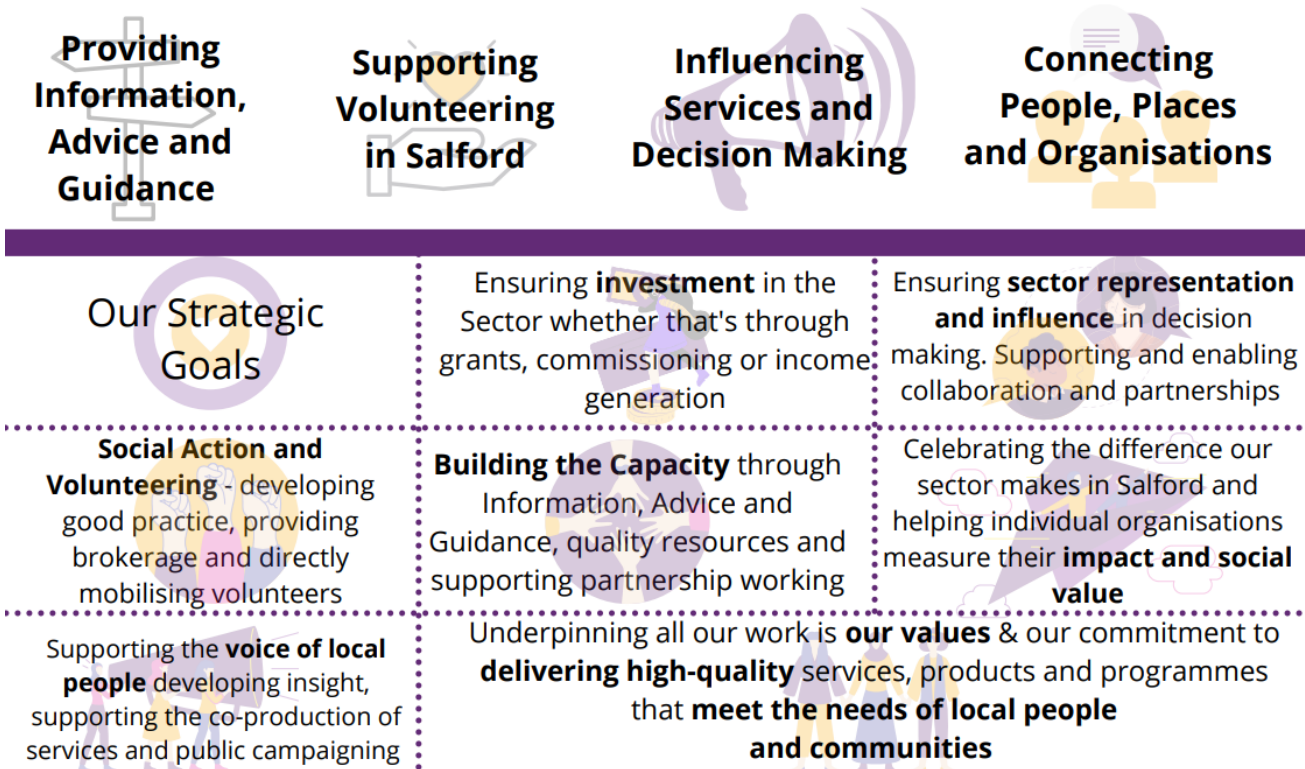 Providing
Information,
Advice and
Guidance
Supporting
Volunteering
in Salford
Influencing
Services and
Decision Making
Connecting
People, Places
and Organisations
Our Strategic
Goals
Ensuring investment in the
Sector whether that's through
grants, commissioning or income
generation
Ensuring sector representation
and influence in decision
making. Supporting and enabling
collaboration and partnerships
Social Action and
Volunteering - developing
good practice, providing
brokerage and directly
mobilising volunteers
Building the Capacity through
Information, Advice and
Guidance, quality resources and
supporting partnership working
Celebrating the difference our
sector makes in Salford and
helping individual organisations
measure their impact and social
value
Supporting the voice of local
people developing insight,
supporting the co-production of
services and public campaigning
Underpinning all our work is our values & our commitment to
delivering high-quality services, products and programmes
that meet the needs of local people
and communities